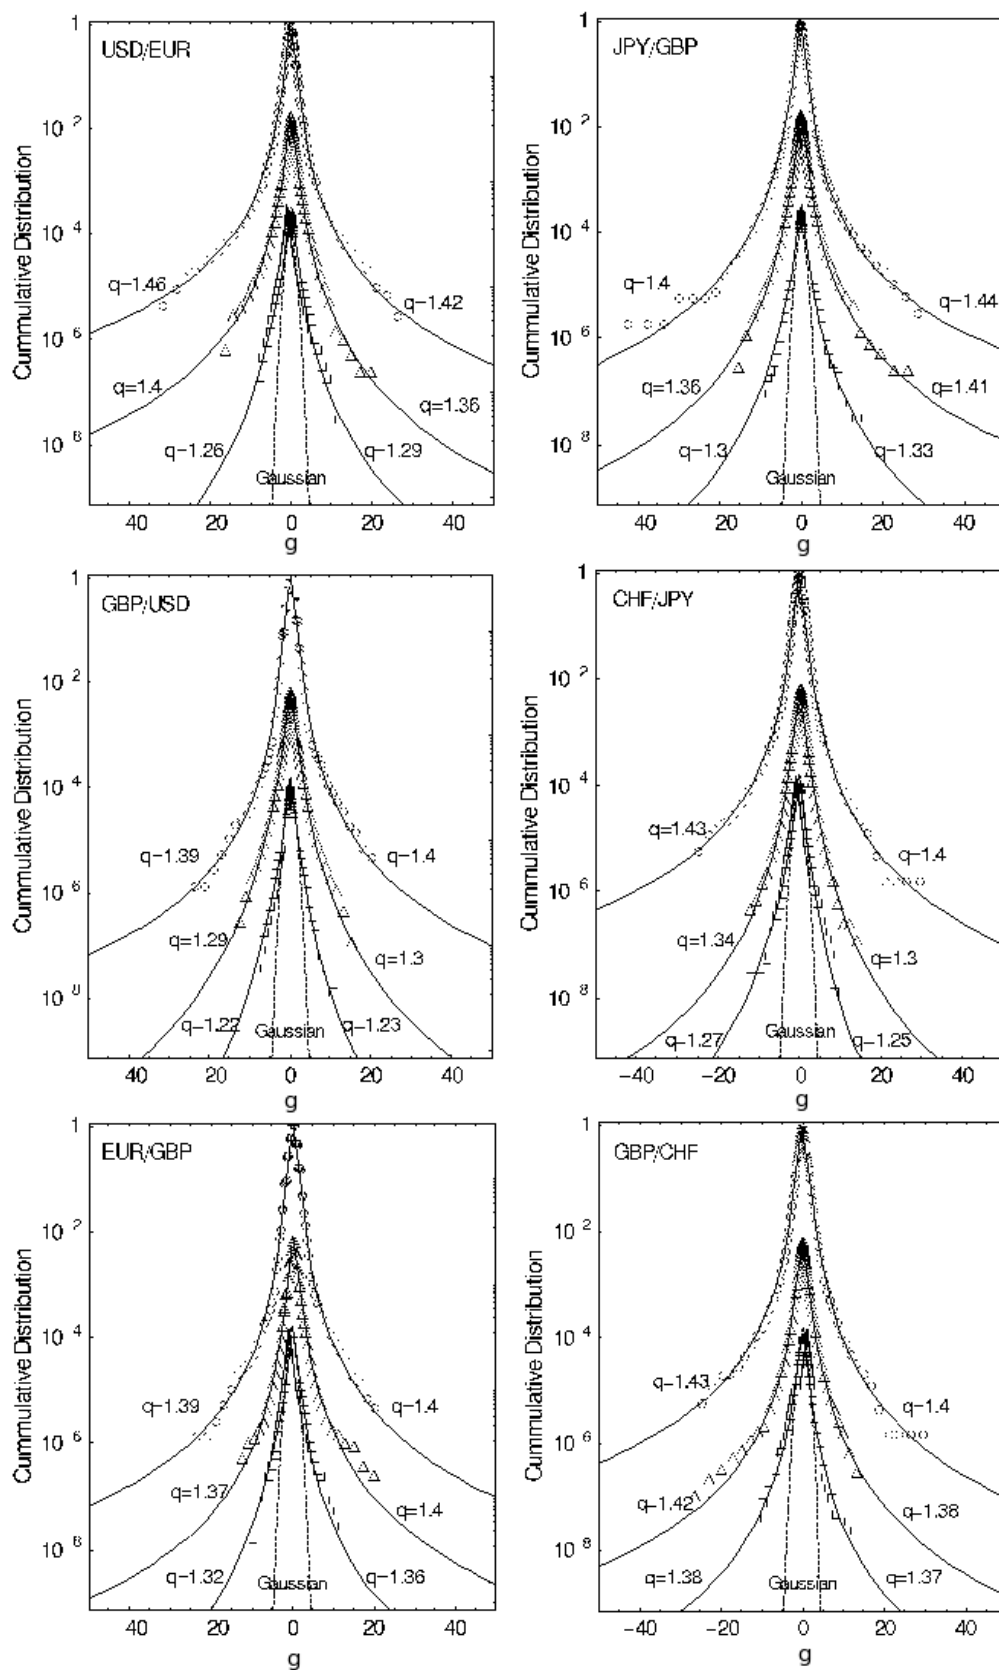 USD/EUR
Cummulative Distribution
1
10⁻²
10⁻⁴
10⁻⁶
10⁻⁸
q-1.46
q-1.42
q=1.4
q=1.36
q-1.26
q-1.29
Gaussian
40 20 0 20 40
g
JPY/GBP
Cummulative Distribution
1
10⁻²
10⁻⁴
10⁻⁶
10⁻⁸
q-1.4
q-1.44
q=1.36
q=1.41
q-1.3
q-1.33
Gaussian
40 20 0 20 40
g
GBP/USD
Cummulative Distribution
1
10⁻²
10⁻⁴
10⁻⁶
10⁻⁸
q-1.39
q-1.4
q=1.29
q=1.3
q-1.22
q-1.23
Gaussian
40 20 0 20 40
g
CHF/JPY
Cummulative Distribution
1
10⁻²
10⁻⁴
10⁻⁶
10⁻⁸
q=1.43
q-1.4
q=1.34
q=1.3
q-1.27
q-1.25
Gaussian
-40 -20 0 20 40
g
EUR/GBP
Cummulative Distribution
1
10⁻²
10⁻⁴
10⁻⁶
10⁻⁸
q-1.39
q-1.4
q=1.37
q=1.4
q-1.32
q-1.36
Gaussian
40 20 0 20 40
g
GBP/CHF
Cummulative Distribution
1
10⁻²
10⁻⁴
10⁻⁶
10⁻⁸
q-1.43
q-1.4
q-1.42
q-1.38
q=1.38
q=1.37
Gaussian
-40 -20 0 20 40
g